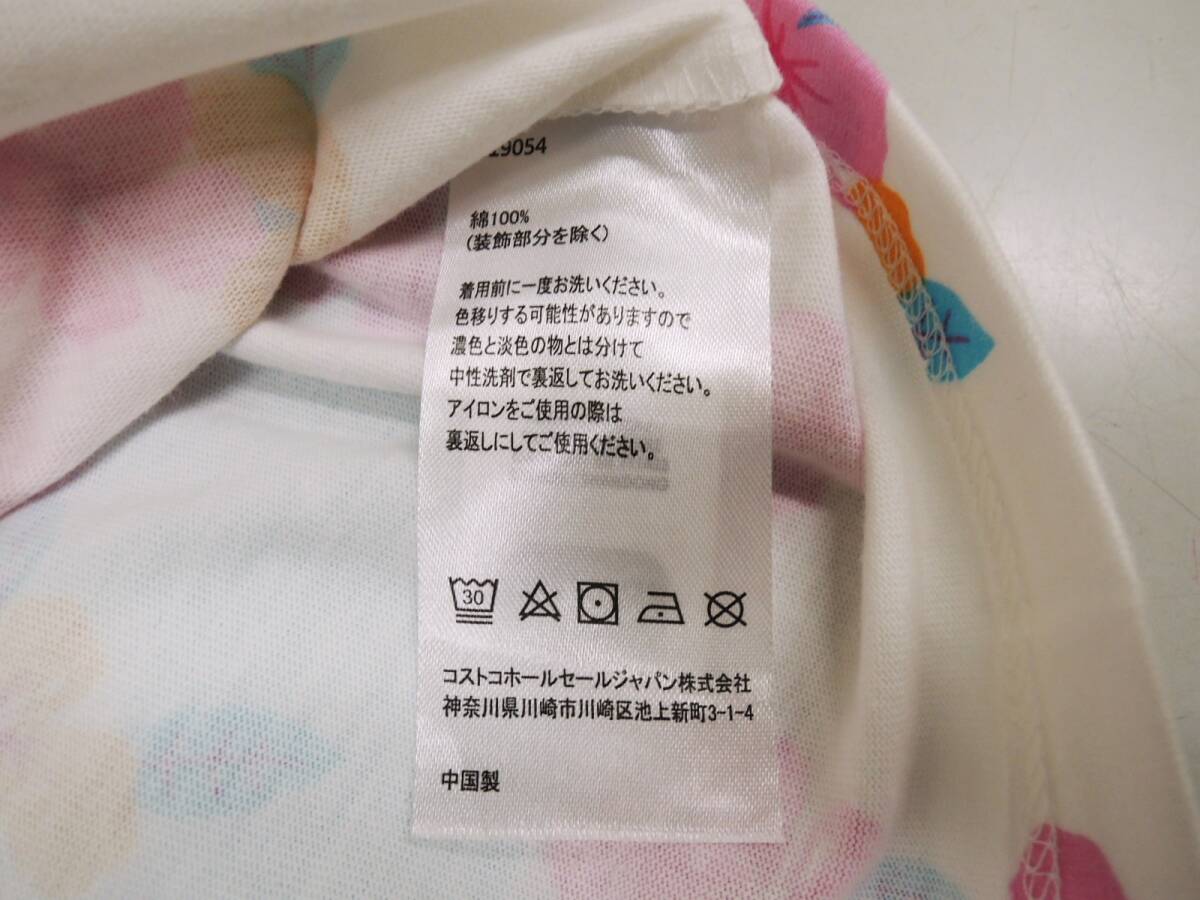 19054
綿100%
(装飾部分を除く)
着用前に一度お洗いください。
色移りする可能性がありますので
濃色と淡色の物とは分けて
中性洗剤で裏返してお洗いください。
アイロンをご使用の際は
裏返しにしてご使用ください。
30
コストコホールセールジャパン株式会社
神奈川県川崎市川崎区池上新町3-1-4
中国製